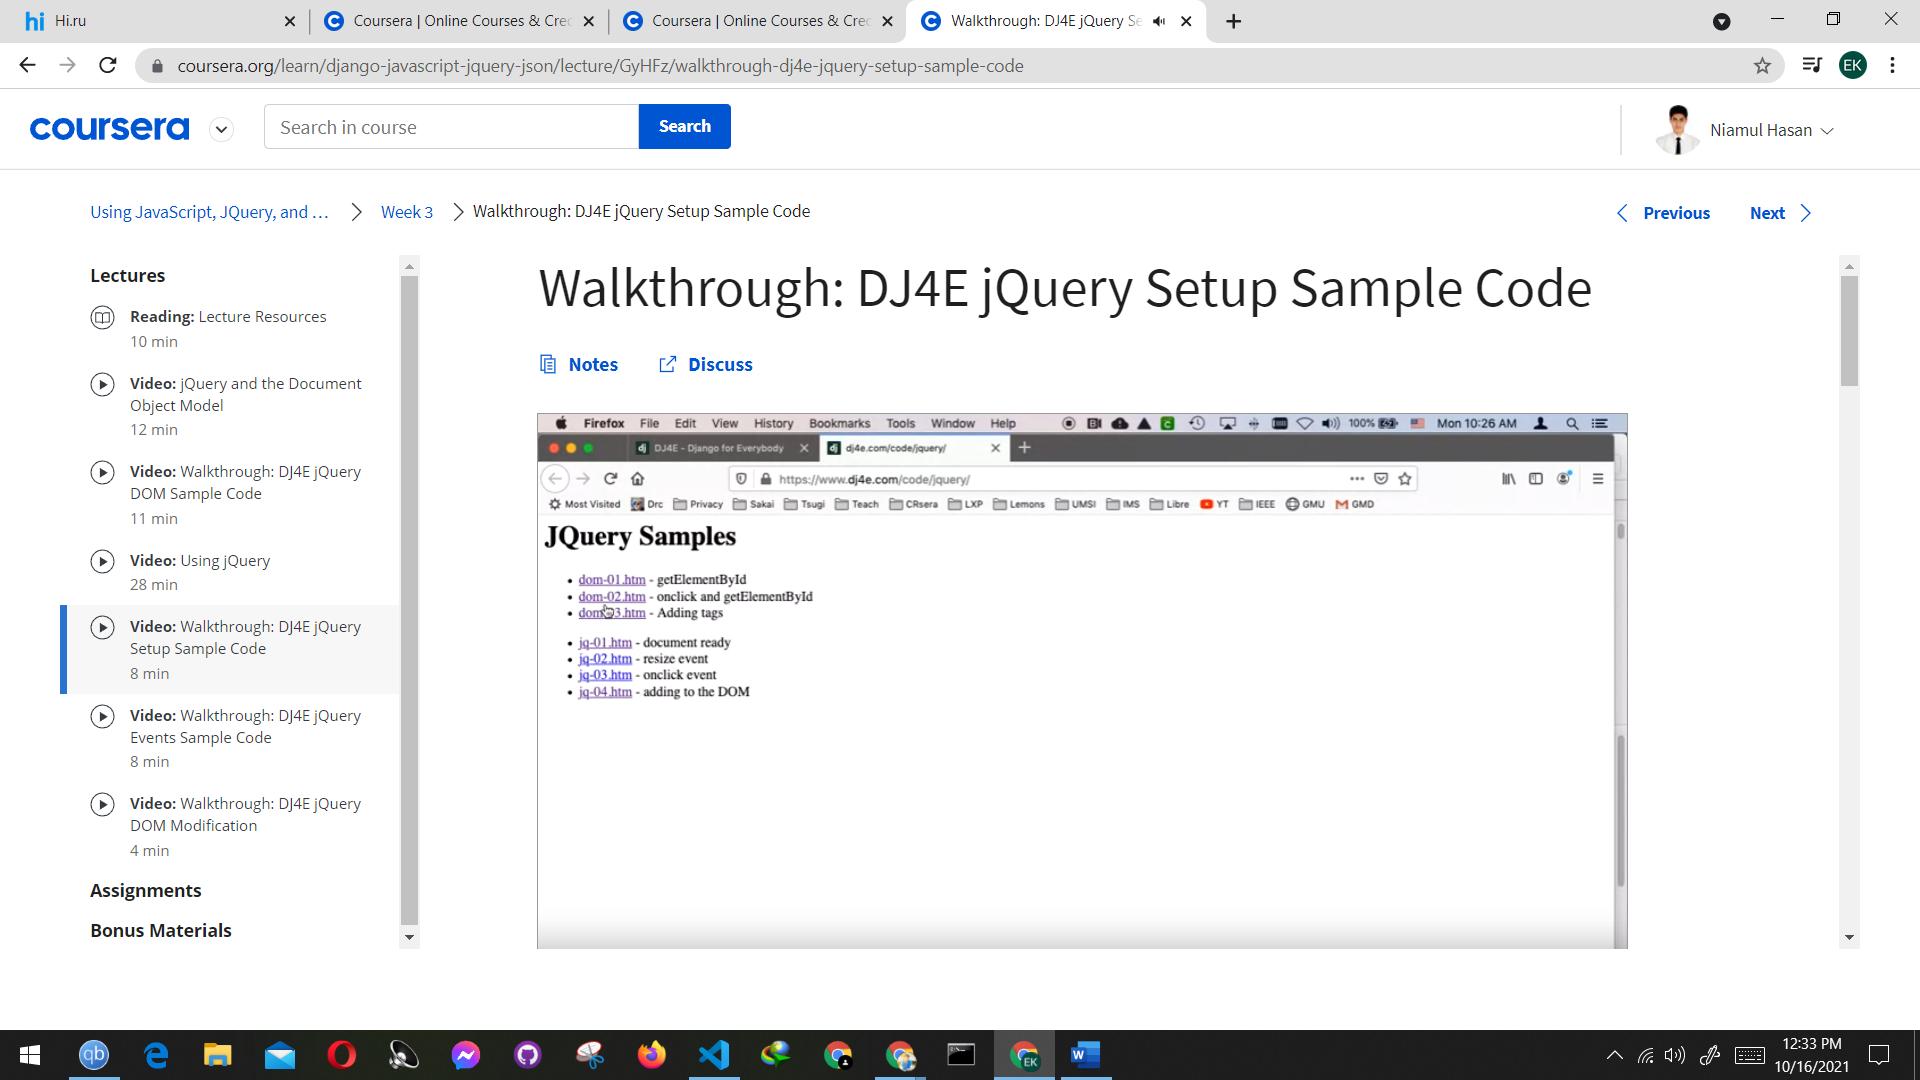 Hi.ru
Coursera | Online Courses & Cre
Coursera | Online Courses & Cre
Walkthrough: DJ4E jQuery Se
coursera.org/learn/django-javascript-jquery-json/lecture/GyHFz/walkthrough-dj4e-jquery-setup-sample-code
EK
coursera
Search in course
Search
Niamul Hasan
Using JavaScript, JQuery, and ...
Week 3
Walkthrough: DJ4E jQuery Setup Sample Code
Previous
Next
Lectures
Reading: Lecture Resources
10 min
Video: jQuery and the Document
Object Model
12 min
Video: Walkthrough: DJ4E jQuery
DOM Sample Code
11 min
Video: Using jQuery
28 min
Video: Walkthrough: DJ4E jQuery
Setup Sample Code
8 min
Video: Walkthrough: DJ4E jQuery
Events Sample Code
8 min
Video: Walkthrough: DJ4E jQuery
DOM Modification
4 min
Assignments
Bonus Materials
Walkthrough: DJ4E jQuery Setup Sample Code
Notes
Discuss
Firefox File Edit View History Bookmarks Tools Window Help 100% Mon 10:26 AM
DJ4E - Django for Everybody
dj4e.com/code/jquery/
https://www.dj4e.com/code/jquery/
Most Visited Drc Privacy Sakai Tsugi Teach CRsera LXP Lemons UMSI IMS Libre YT IEEE GMU GMD
JQuery Samples
• dom-01.htm - getElementById
• dom-02.htm - onclick and getElementById
• dom-03.htm - Adding tags
• jq-01.htm - document ready
• jq-02.htm - resize event
• jq-03.htm - onclick event
• jq-04.htm - adding to the DOM
12:33 PM
10/16/2021